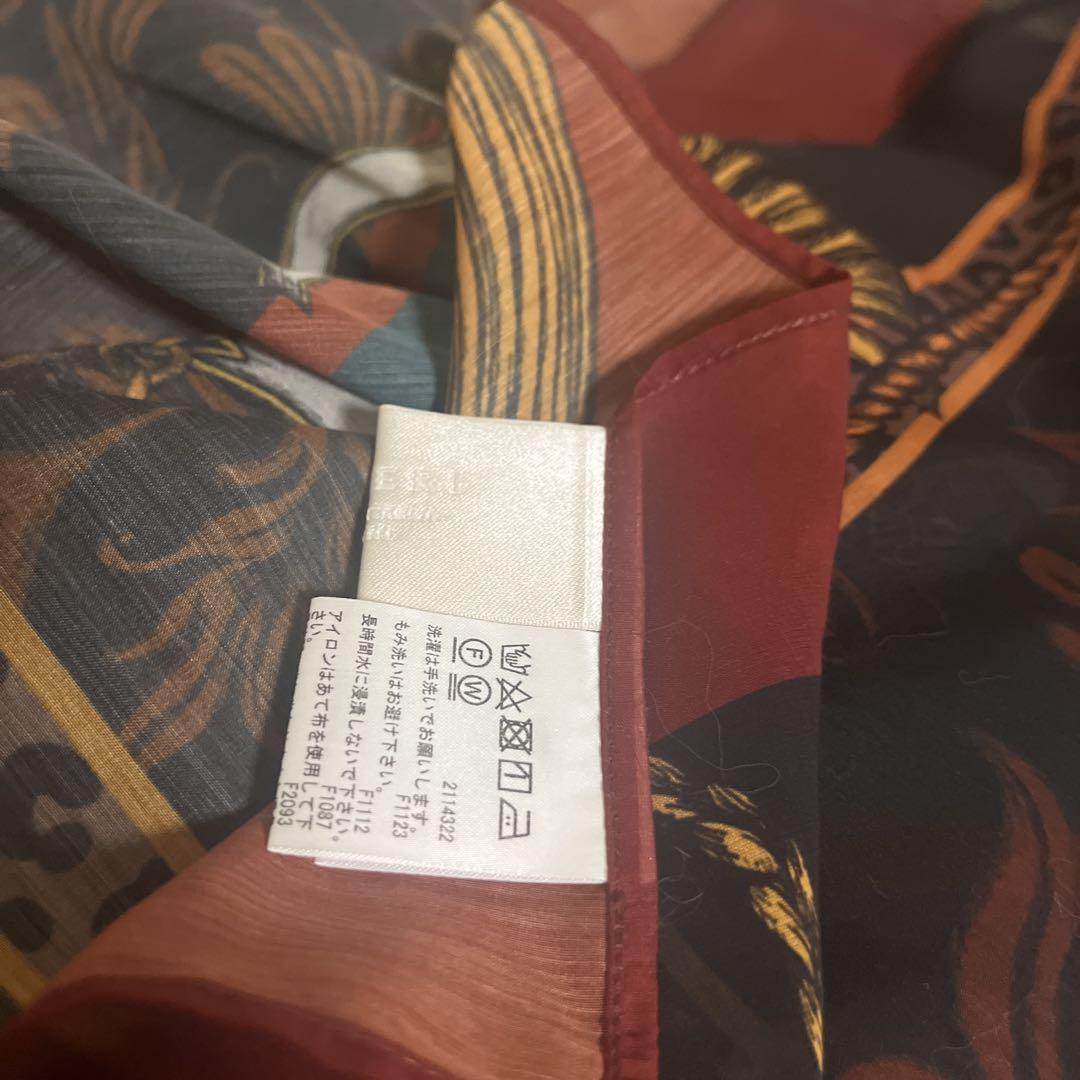 F W
2114322
洗濯は手洗いでお願いします。 F1123
もみ洗いはお避け下さい。 F1112
長時間水に浸漬しないで下さい。 F1087
アイロンはあて布を使用して下さい。 F2093